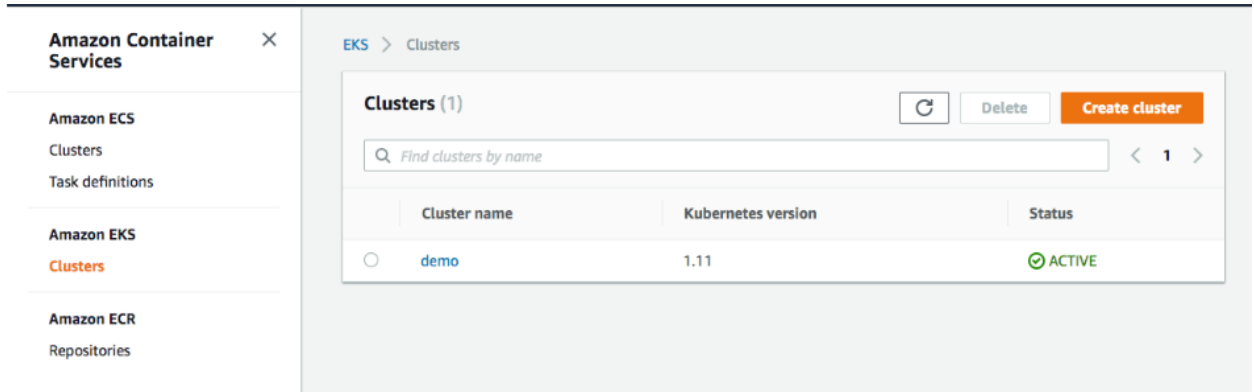 Amazon Container
Services
Amazon ECS
Clusters
Task definitions
Amazon EKS
Clusters
Amazon ECR
Repositories
EKS > Clusters
Clusters (1)
Delete
Create cluster
Find clusters by name
< 1 >
Cluster name Kubernetes version Status
demo 1.11 ACTIVE